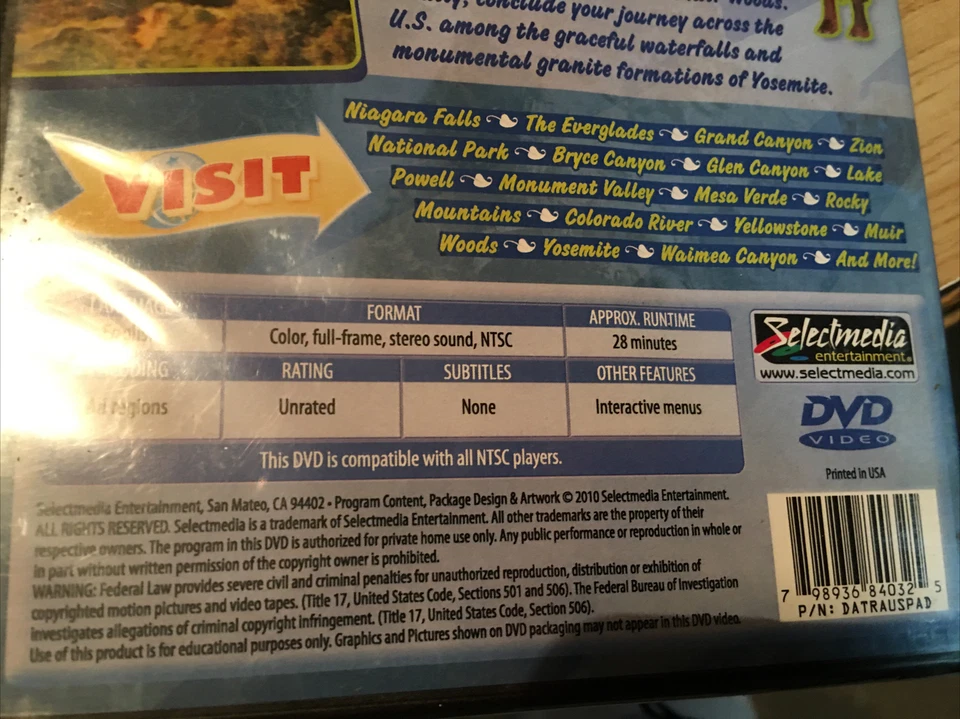 conclude your journey across the
U.S. among the graceful waterfalls and
monumental granite formations of Yosemite.
VISIT
Niagara Falls The Everglades Grand Canyon Zion
National Park Bryce Canyon Glen Canyon Lake
Powell Monument Valley Mesa Verde Rocky
Mountains Colorado River Yellowstone Muir
Woods Yosemite Waimea Canyon And More!
FORMAT APPROX. RUNTIME
Color, full-frame, stereo sound, NTSC 28 minutes
RATING SUBTITLES OTHER FEATURES
regions Unrated None Interactive menus
This DVD is compatible with all NTSC players.
Selectmedia
entertainment
www.selectmedia.com
DVD
VIDEO
Printed in USA
Selectmedia Entertainment, San Mateo, CA 94402 • Program Content, Package Design & Artwork © 2010 Selectmedia Entertainment.
ALL RIGHTS RESERVED. Selectmedia is a trademark of Selectmedia Entertainment. All other trademarks are the property of their
respective owners. The program in this DVD is authorized for private home use only. Any public performance or reproduction in whole or
in part without written permission of the copyright owner is prohibited.
WARNING: Federal Law provides severe civil and criminal penalties for unauthorized reproduction, distribution or exhibition of
copyrighted motion pictures and video tapes. (Title 17, United States Code, Sections 501 and 506). The Federal Bureau of Investigation
investigates allegations of criminal copyright infringement. (Title 17, United States Code, Section 506).
Use of this product is for educational purposes only. Graphics and Pictures shown on DVD packaging may not appear in this DVD video.
7 98936 84032 5
P/N: DATRAUSPAD